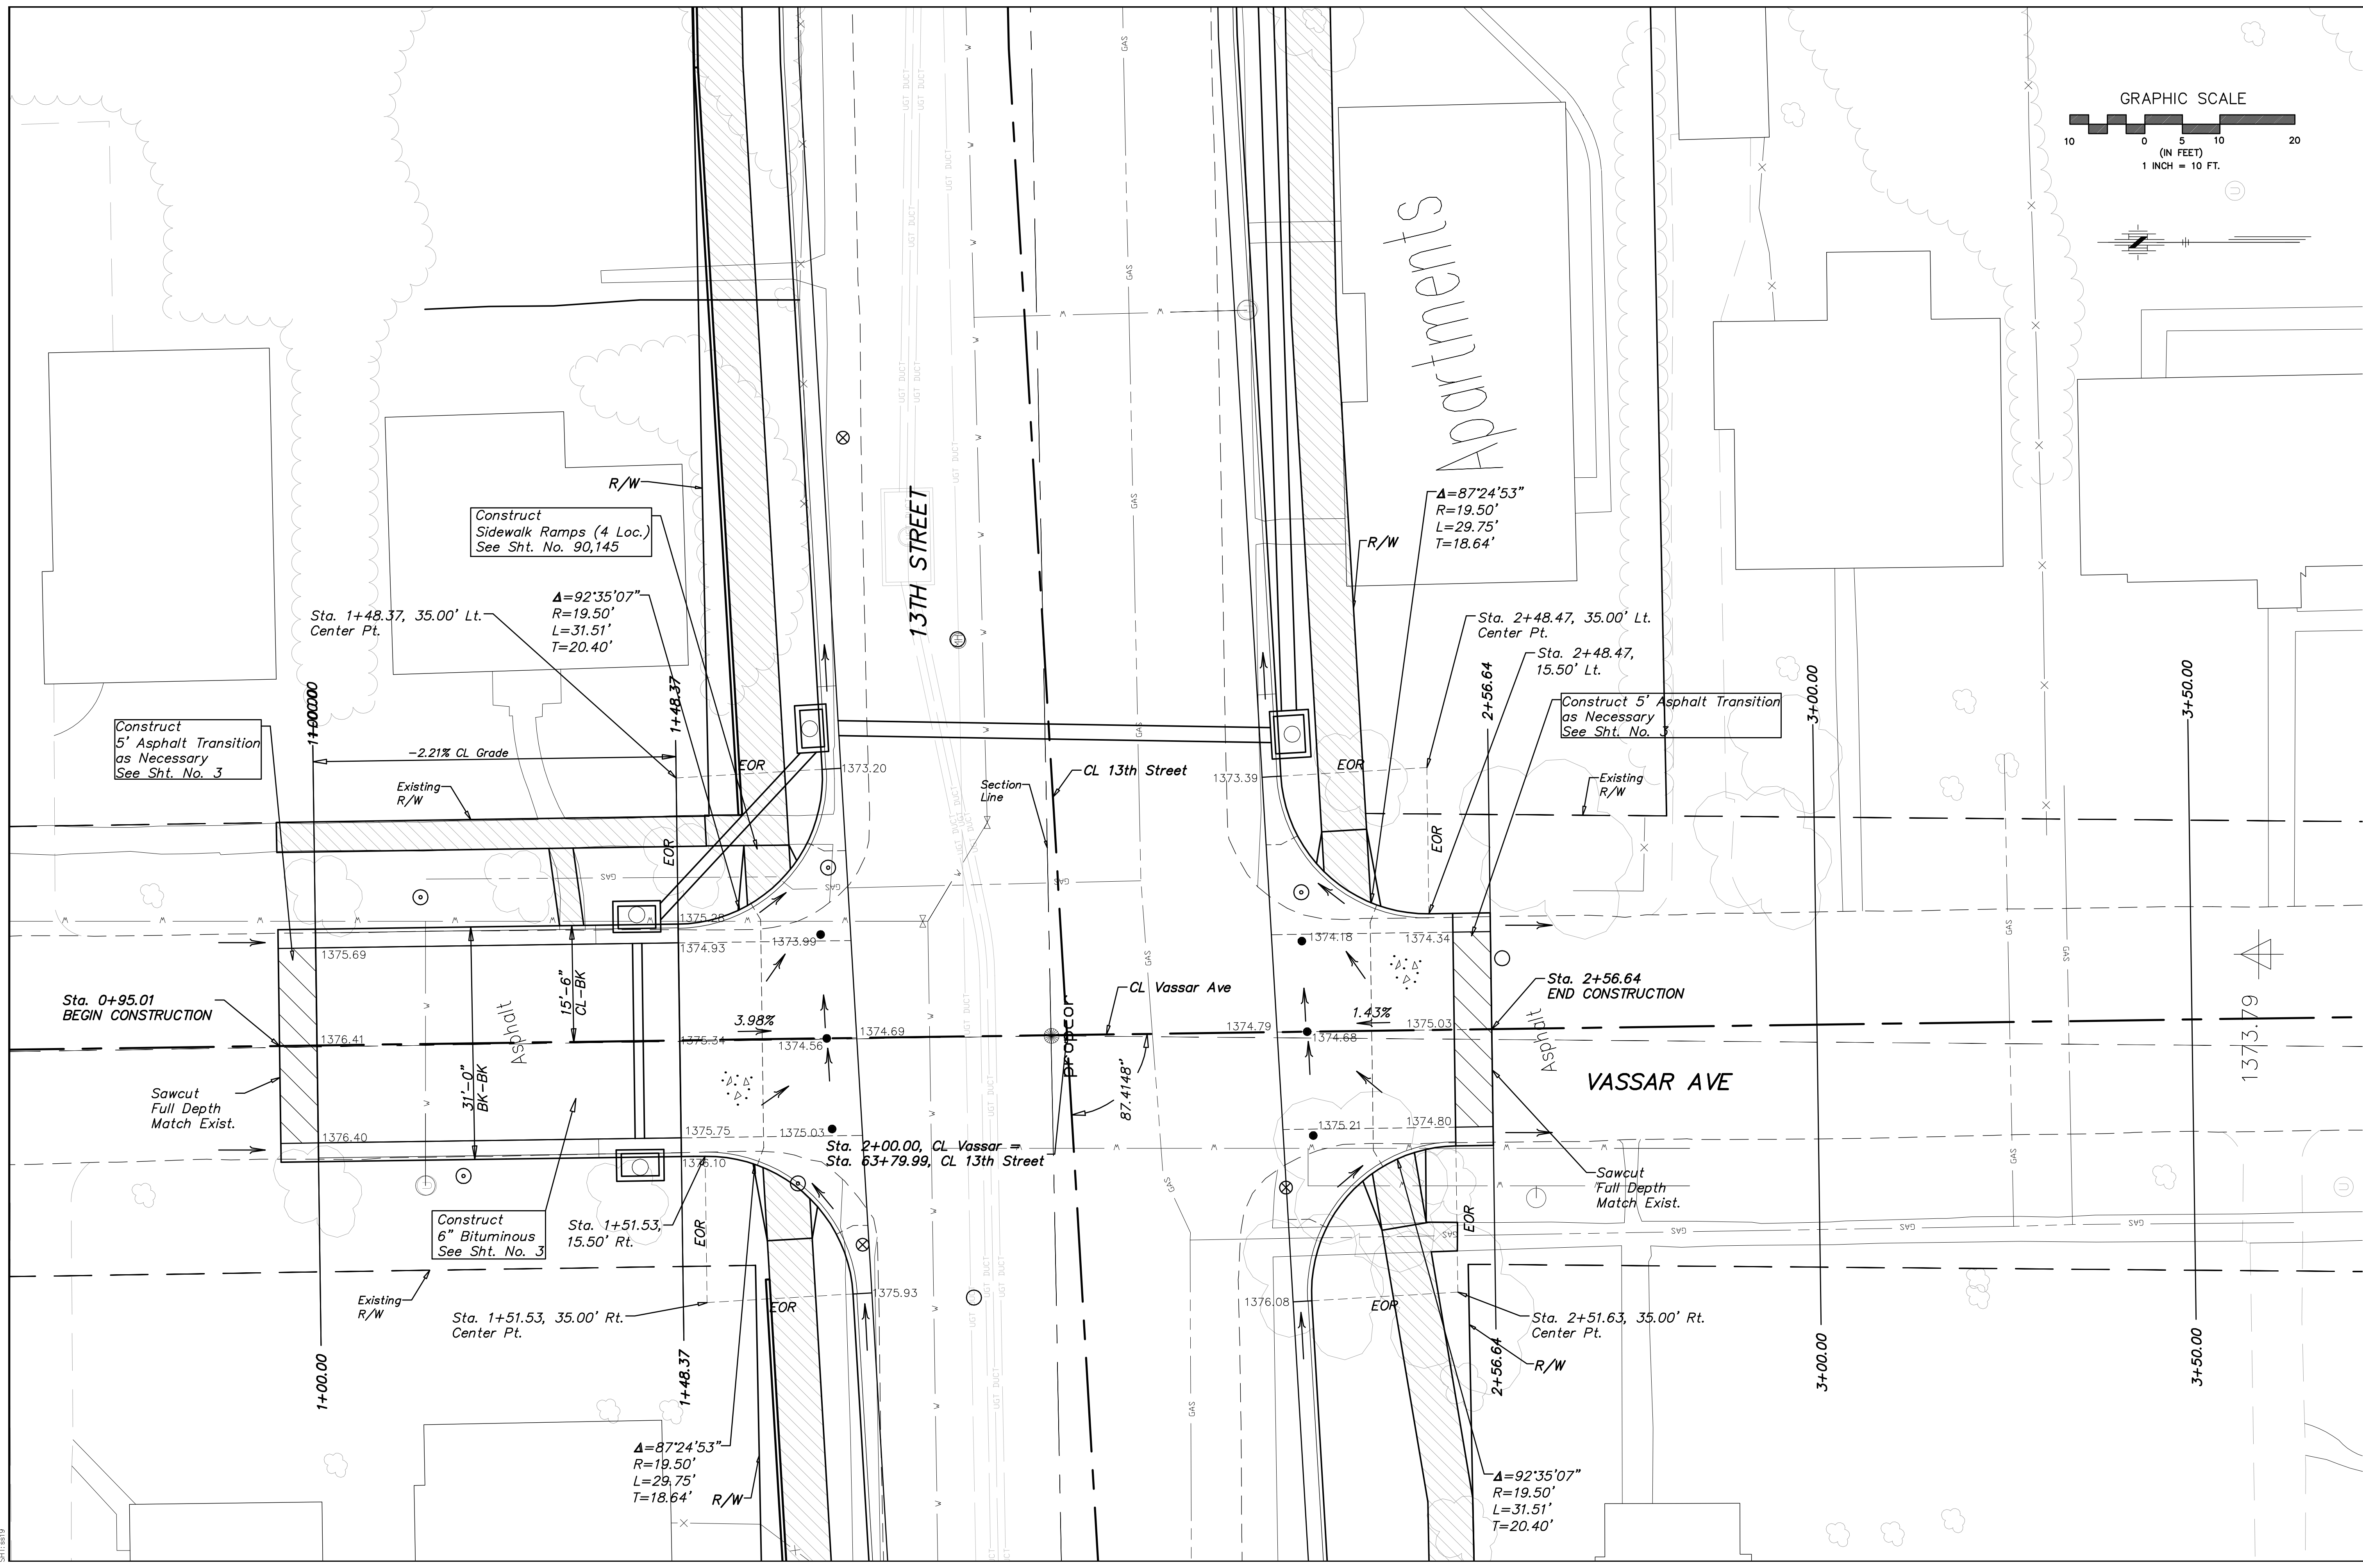 GRAPHIC SCALE
10 0 5 10 20
(IN FEET)
1 INCH = 10 FT.
Apartments
13TH STREET
R/W
Construct
Sidewalk Ramps (4 Loc.)
See Sht. No. 90,145
Δ=92°35'07"
R=19.50'
L=31.51'
T=20.40'
Sta. 1+48.37, 35.00' Lt.
Center Pt.
Δ=87°24'53"
R=19.50'
L=29.75'
T=18.64'
R/W
Sta. 2+48.47, 35.00' Lt.
Center Pt.
Sta. 2+48.47,
15.50' Lt.
Construct 5' Asphalt Transition
as Necessary
See Sht. No. 3
Construct
5' Asphalt Transition
as Necessary
See Sht. No. 3
1+48.37
2+56.64
3+00.00
3+50.00
-2.21% CL Grade
Existing
R/W
EOR
1373.20
Section
Line
CL 13th Street
1373.39
EOR
Existing
R/W
EOR
EOR
1375.28
1374.93
1373.99
1374.18
1374.34
1375.69
Sta. 0+95.01
BEGIN CONSTRUCTION
15'-6"
CL-BK
Asphalt
3.98%
CL Vassar Ave
1.43%
Sta. 2+56.64
END CONSTRUCTION
1376.41
1375.34
1374.56
1374.69
propcor
1374.79
1374.68
1375.03
Asphalt
1373.79
VASSAR AVE
87.4148°
31'-0"
BK-BK
Sawcut
Full Depth
Match Exist.
1376.40
1375.75
1375.03
1375.21
1374.80
Sta. 2+00.00, CL Vassar =
Sta. 63+79.99, CL 13th Street
1376.10
Sawcut
Full Depth
Match Exist.
Construct
6" Bituminous
See Sht. No. 3
Sta. 1+51.53,
15.50' Rt.
EOR
EOR
Existing
R/W
Sta. 1+51.53, 35.00' Rt.
Center Pt.
EOR
1375.93
1376.08
EOR
Sta. 2+51.63, 35.00' Rt.
Center Pt.
R/W
1+00.00
1+48.37
2+56.64
3+00.00
3+50.00
Δ=87°24'53"
R=19.50'
L=29.75'
T=18.64'
R/W
Δ=92°35'07"
R=19.50'
L=31.51'
T=20.40'
GAS
UGT DUCT
W
MH